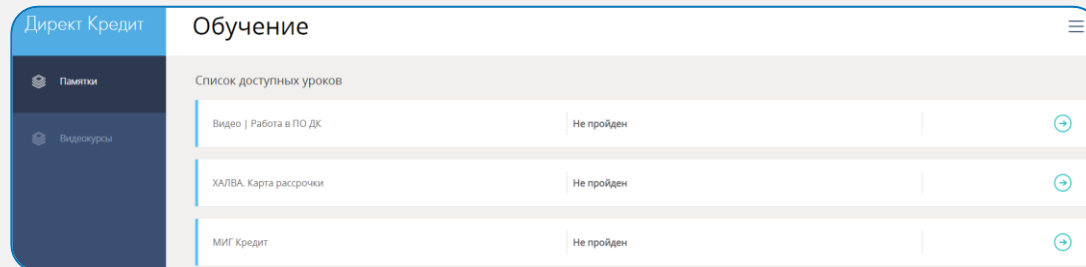 Директ Кредит
Обучение
Памятки
Видеокурсы
Список доступных уроков
Видео | Работа в ПО ДК Не пройден
ХАЛВА. Карта рассрочки Не пройден
МИГ Кредит Не пройден